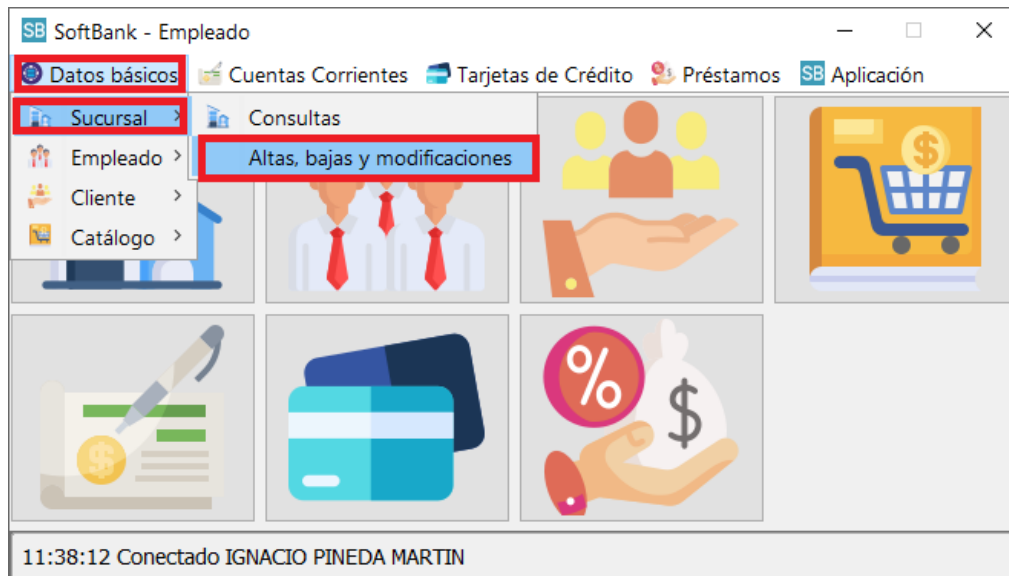 SB SoftBank - Empleado
Datos básicos Cuentas Corrientes Tarjetas de Crédito Préstamos SB Aplicación
Sucursal > Consultas
Empleado > Altas, bajas y modificaciones
Cliente >
Catálogo >
$
% $
$
11:38:12 Conectado IGNACIO PINEDA MARTIN